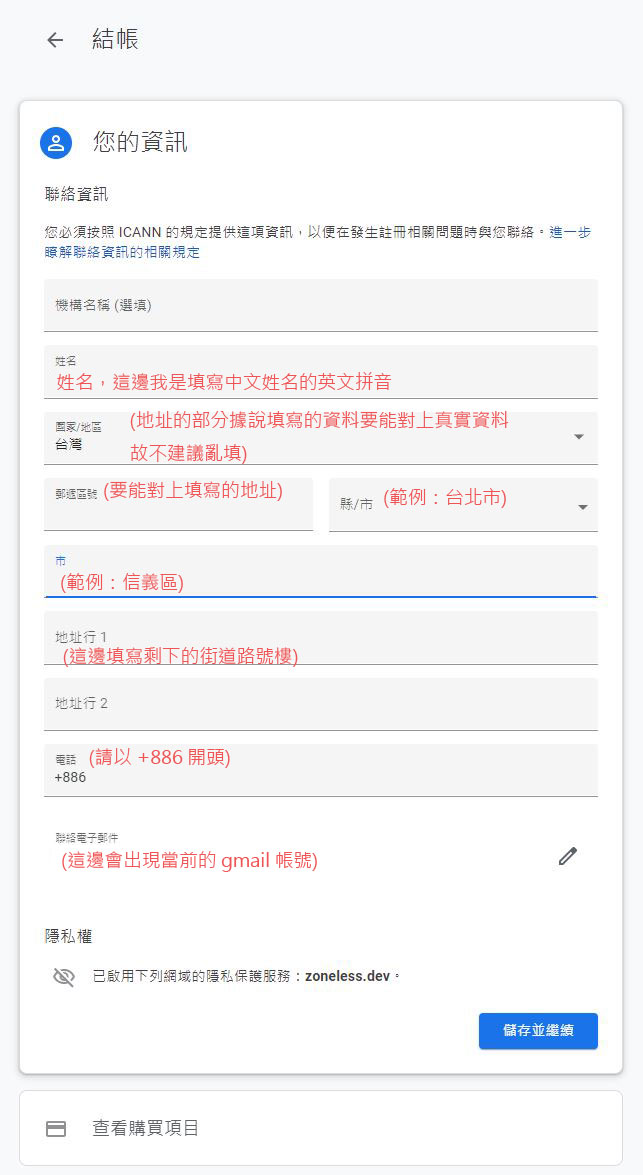 結帳
您的資訊
聯絡資訊
您必須按照 ICANN 的規定提供這項資訊，以便在發生註冊相關問題時與您聯絡。進一步
瞭解聯絡資訊的相關規定
機構名稱 (選填)
姓名
姓名，這邊我是填寫中文姓名的英文拼音
國家/地區
台灣
(地址的部分據說填寫的資料要能對上真實資料
故不建議亂填)
郵遞區號 (要能對上填寫的地址)
縣/市 (範例：台北市)
市
(範例：信義區)
地址行 1
(這邊填寫剩下的街道路號樓)
地址行 2
電話 (請以 +886 開頭)
+886
聯絡電子郵件
(這邊會出現當前的 gmail 帳號)
隱私權
已啟用下列網域的隱私保護服務：zoneless.dev。
儲存並繼續
查看購買項目